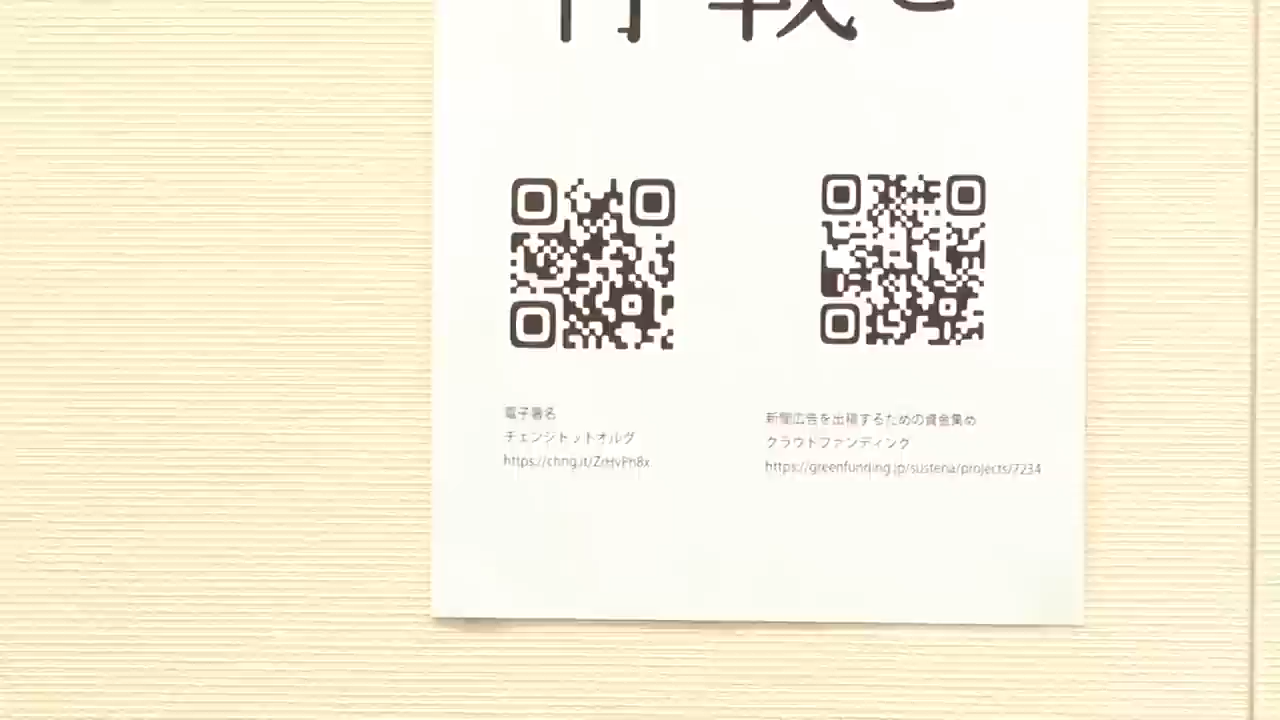 電子署名
チェンジドットオルグ
https://chng.it/ZrHvPh8x
新聞広告を出稿するための資金集め
クラウドファンディング
https://greenfunding.jp/sustena/projects/7234